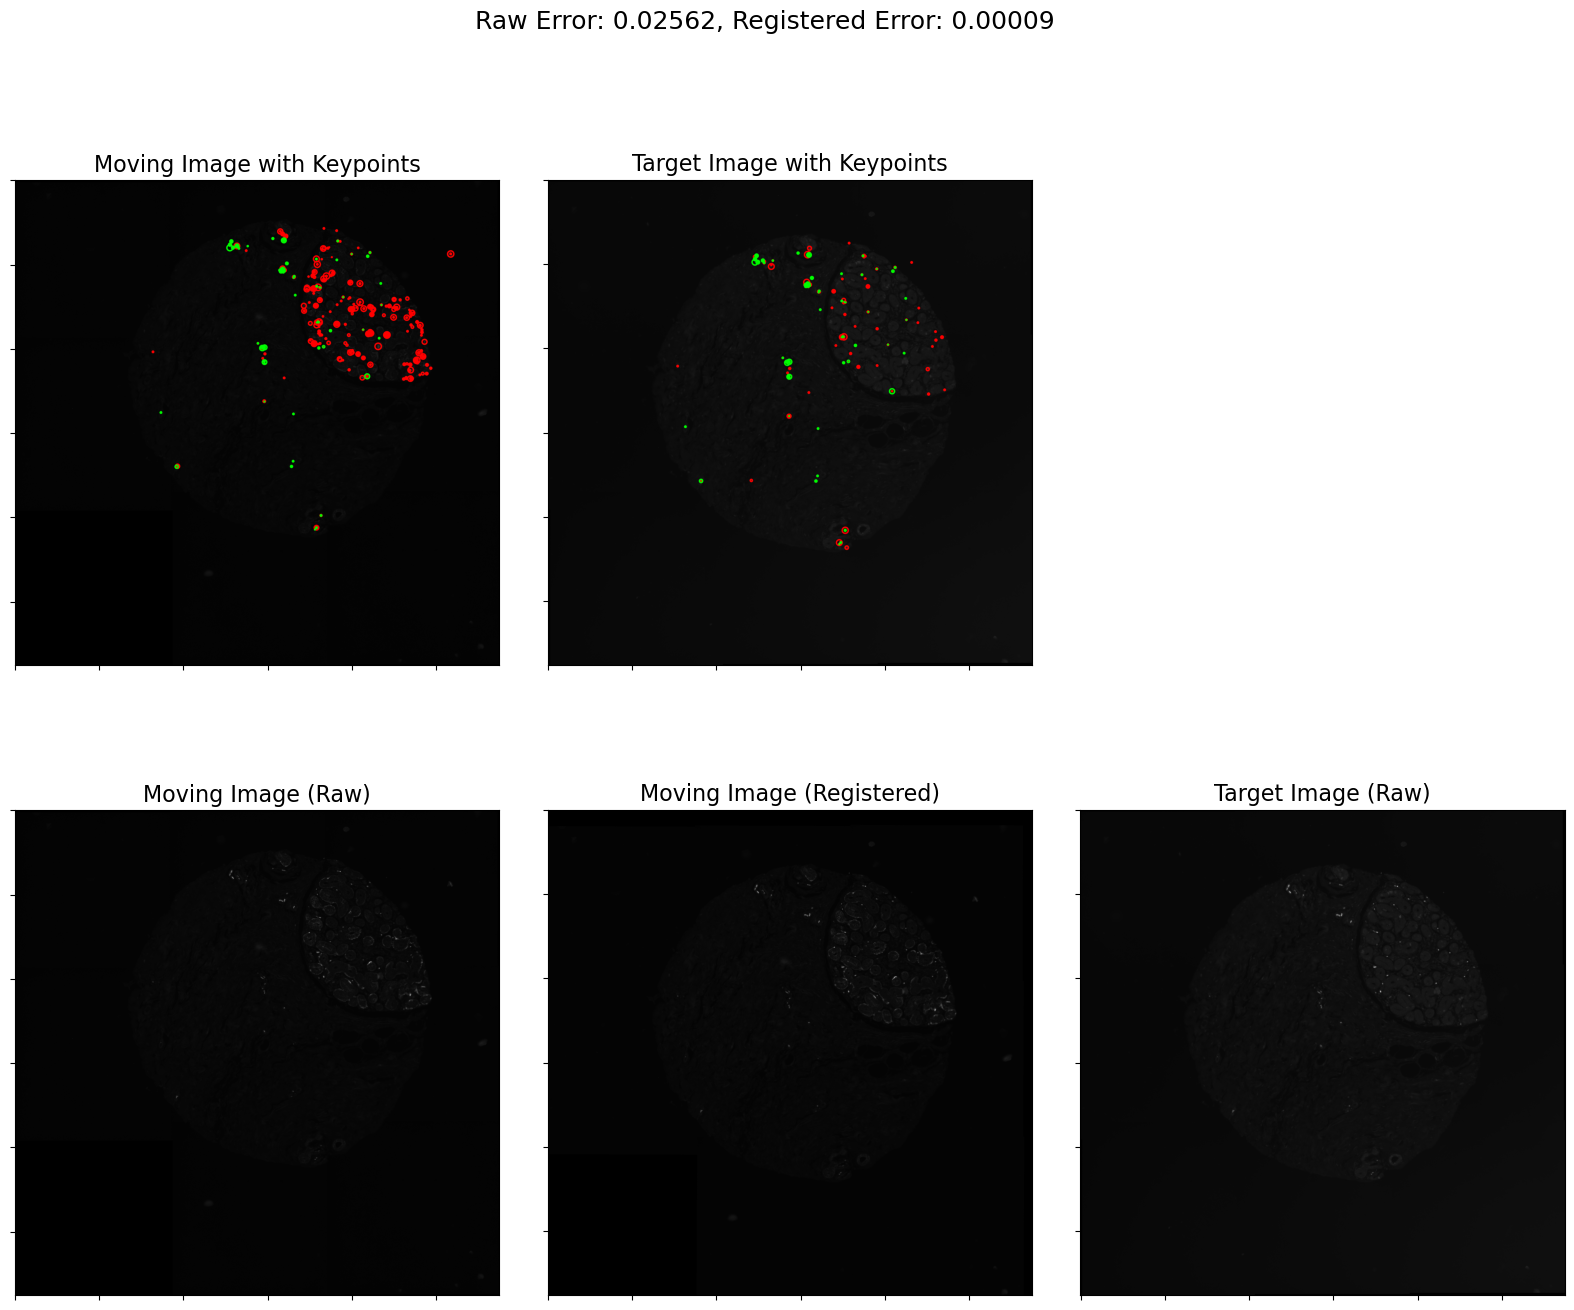 Raw Error: 0.02562, Registered Error: 0.00009
Moving Image with Keypoints
Target Image with Keypoints
Moving Image (Raw)
Moving Image (Registered)
Target Image (Raw)